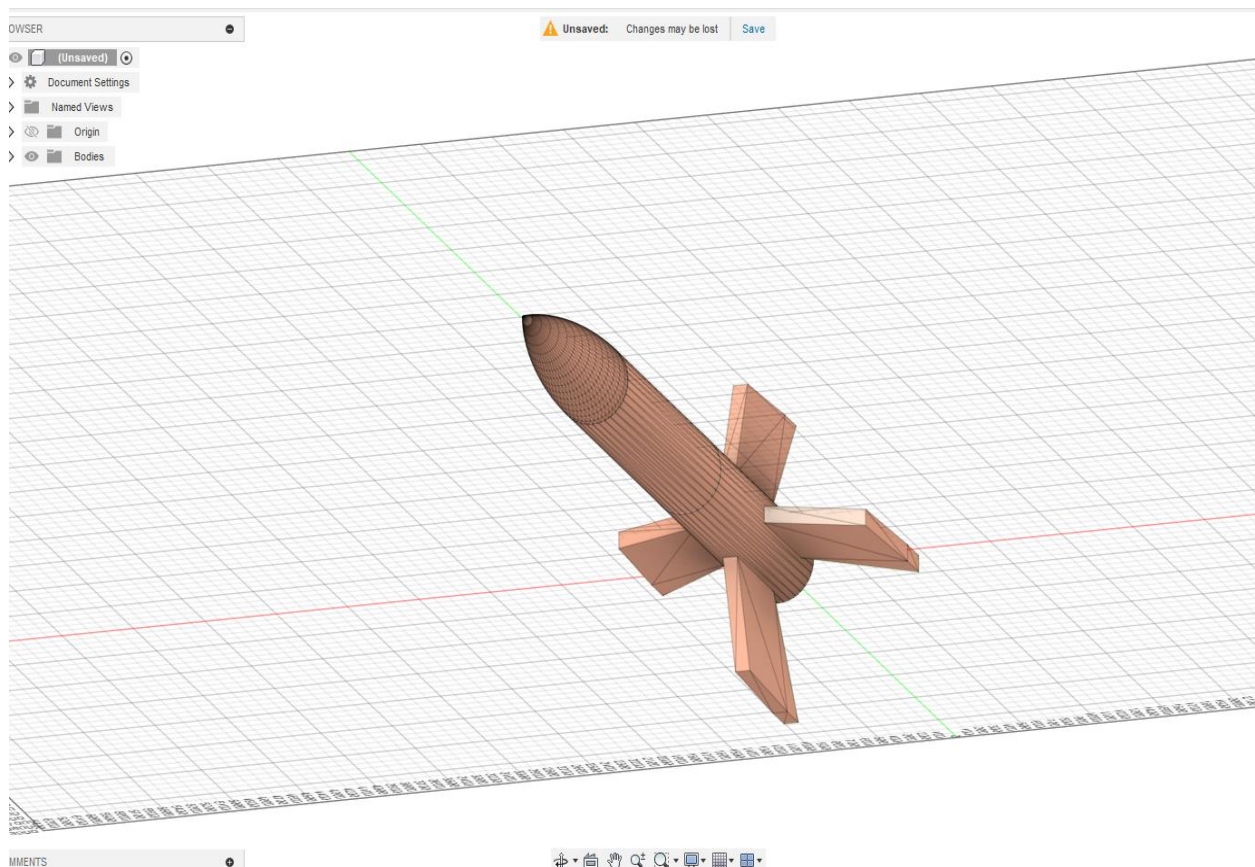 OWSER
Unsaved: Changes may be lost Save
(Unsaved)
Document Settings
Named Views
Origin
Bodies
MMENTS